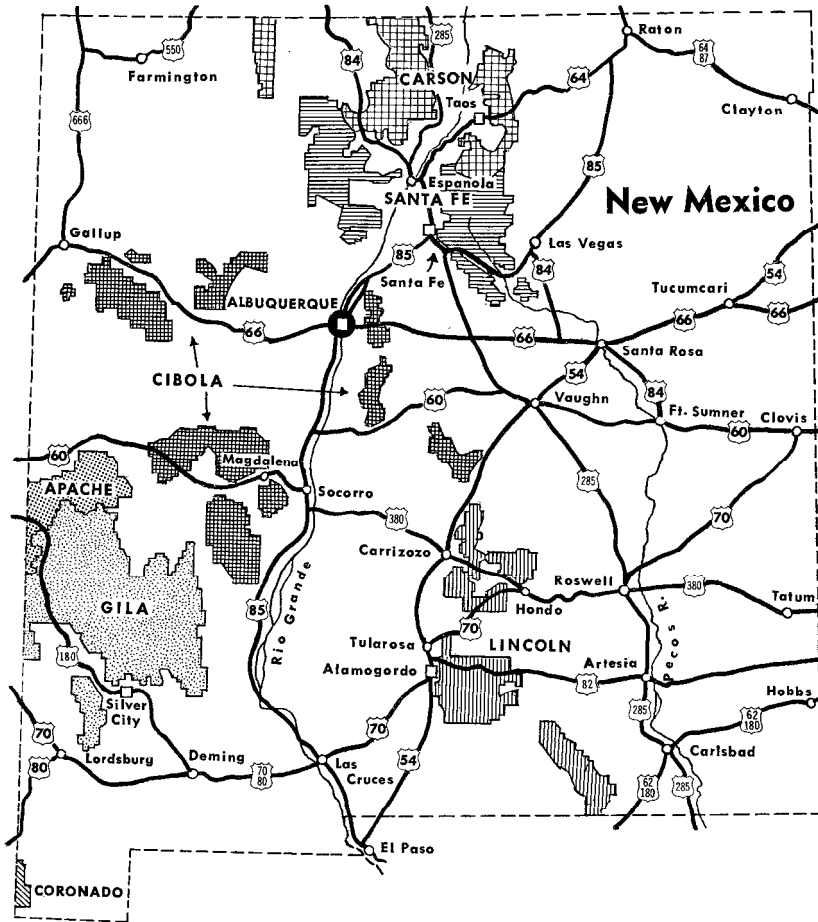 550
Farmington
84
285
CARSON
Taos
64
Raton
64
87
Clayton
666
85
Espanola
SANTA FE
New Mexico
Gallup
85
Santa Fe
Las Vegas
84
54
Tucumcari
ALBUQUERQUE
66
66
66
66
Santa Rosa
CIBOLA
54
84
60
Vaughn
Ft. Sumner
Clovis
60
60
Magdalena
APACHE
Socorro
285
70
380
Carrizozo
GILA
Roswell
380
Hondo
Tatum
85
Rio Grande
70
Pecos R.
Tularosa
LINCOLN
180
Alamogordo
Artesia
82
Silver
City
285
Hobbs
62
180
70
70
Carlsbad
80
Lordsburg
Deming
70
80
Las
Cruces
54
62
180
285
El Paso
CORONADO